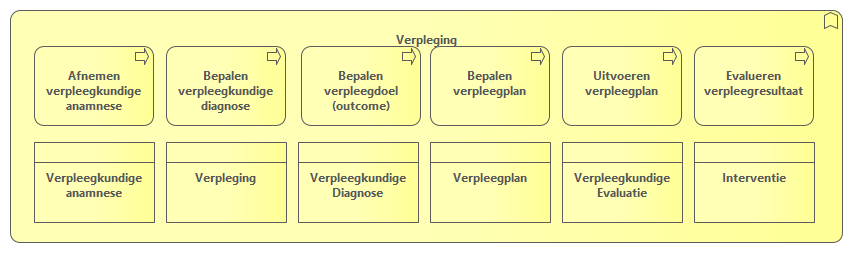 Verpleging
Afnemen
verpleegkundige
anamnese
Bepalen
verpleegkundige
diagnose
Bepalen
verpleegdoel
(outcome)
Bepalen
verpleegplan
Uitvoeren
verpleegplan
Evalueren
verpleegresultaat
Verpleegkundige
anamnese
Verpleging
Verpleegkundige
Diagnose
Verpleegplan
Verpleegkundige
Evaluatie
Interventie